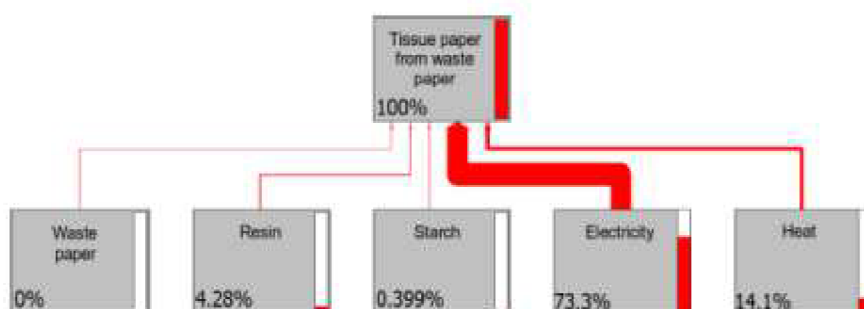 Tissue paper
from waste
paper
100%
Waste
paper
0%
Resin
4.28%
Starch
0.399%
Electricity
73.3%
Heat
14.1%